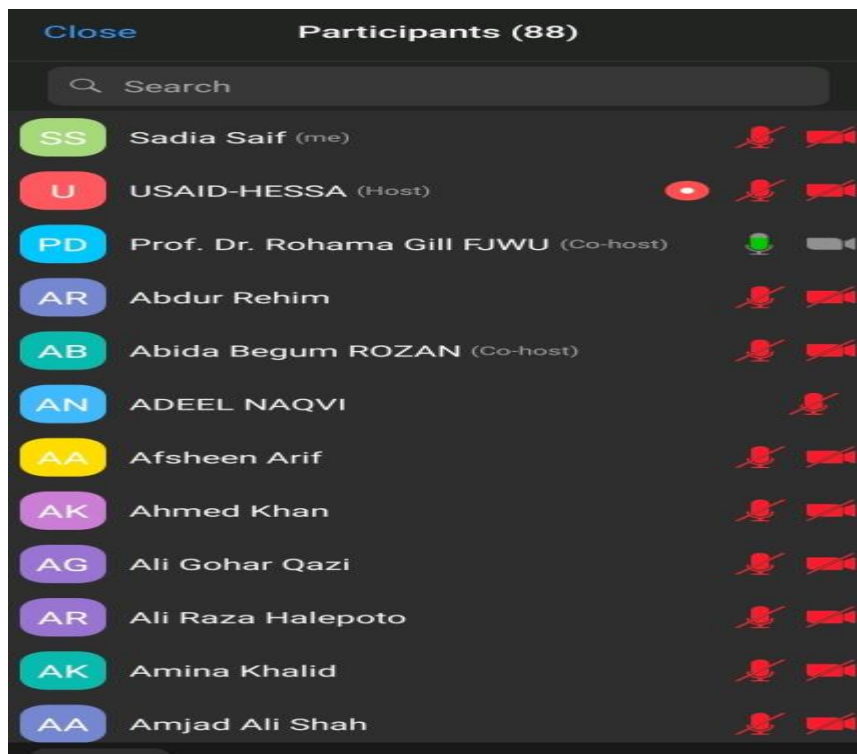 Close Participants (88)
Search
SS Sadia Saif (me)
U USAID-HESSA (Host)
PD Prof. Dr. Rohama Gill FJWU (Co-host)
AR Abdur Rehim
AB Abida Begum ROZAN (Co-host)
AN ADEEL NAQVI
AA Afsheen Arif
AK Ahmed Khan
AG Ali Gohar Qazi
AR Ali Raza Halepoto
AK Amina Khalid
AA Amjad Ali Shah